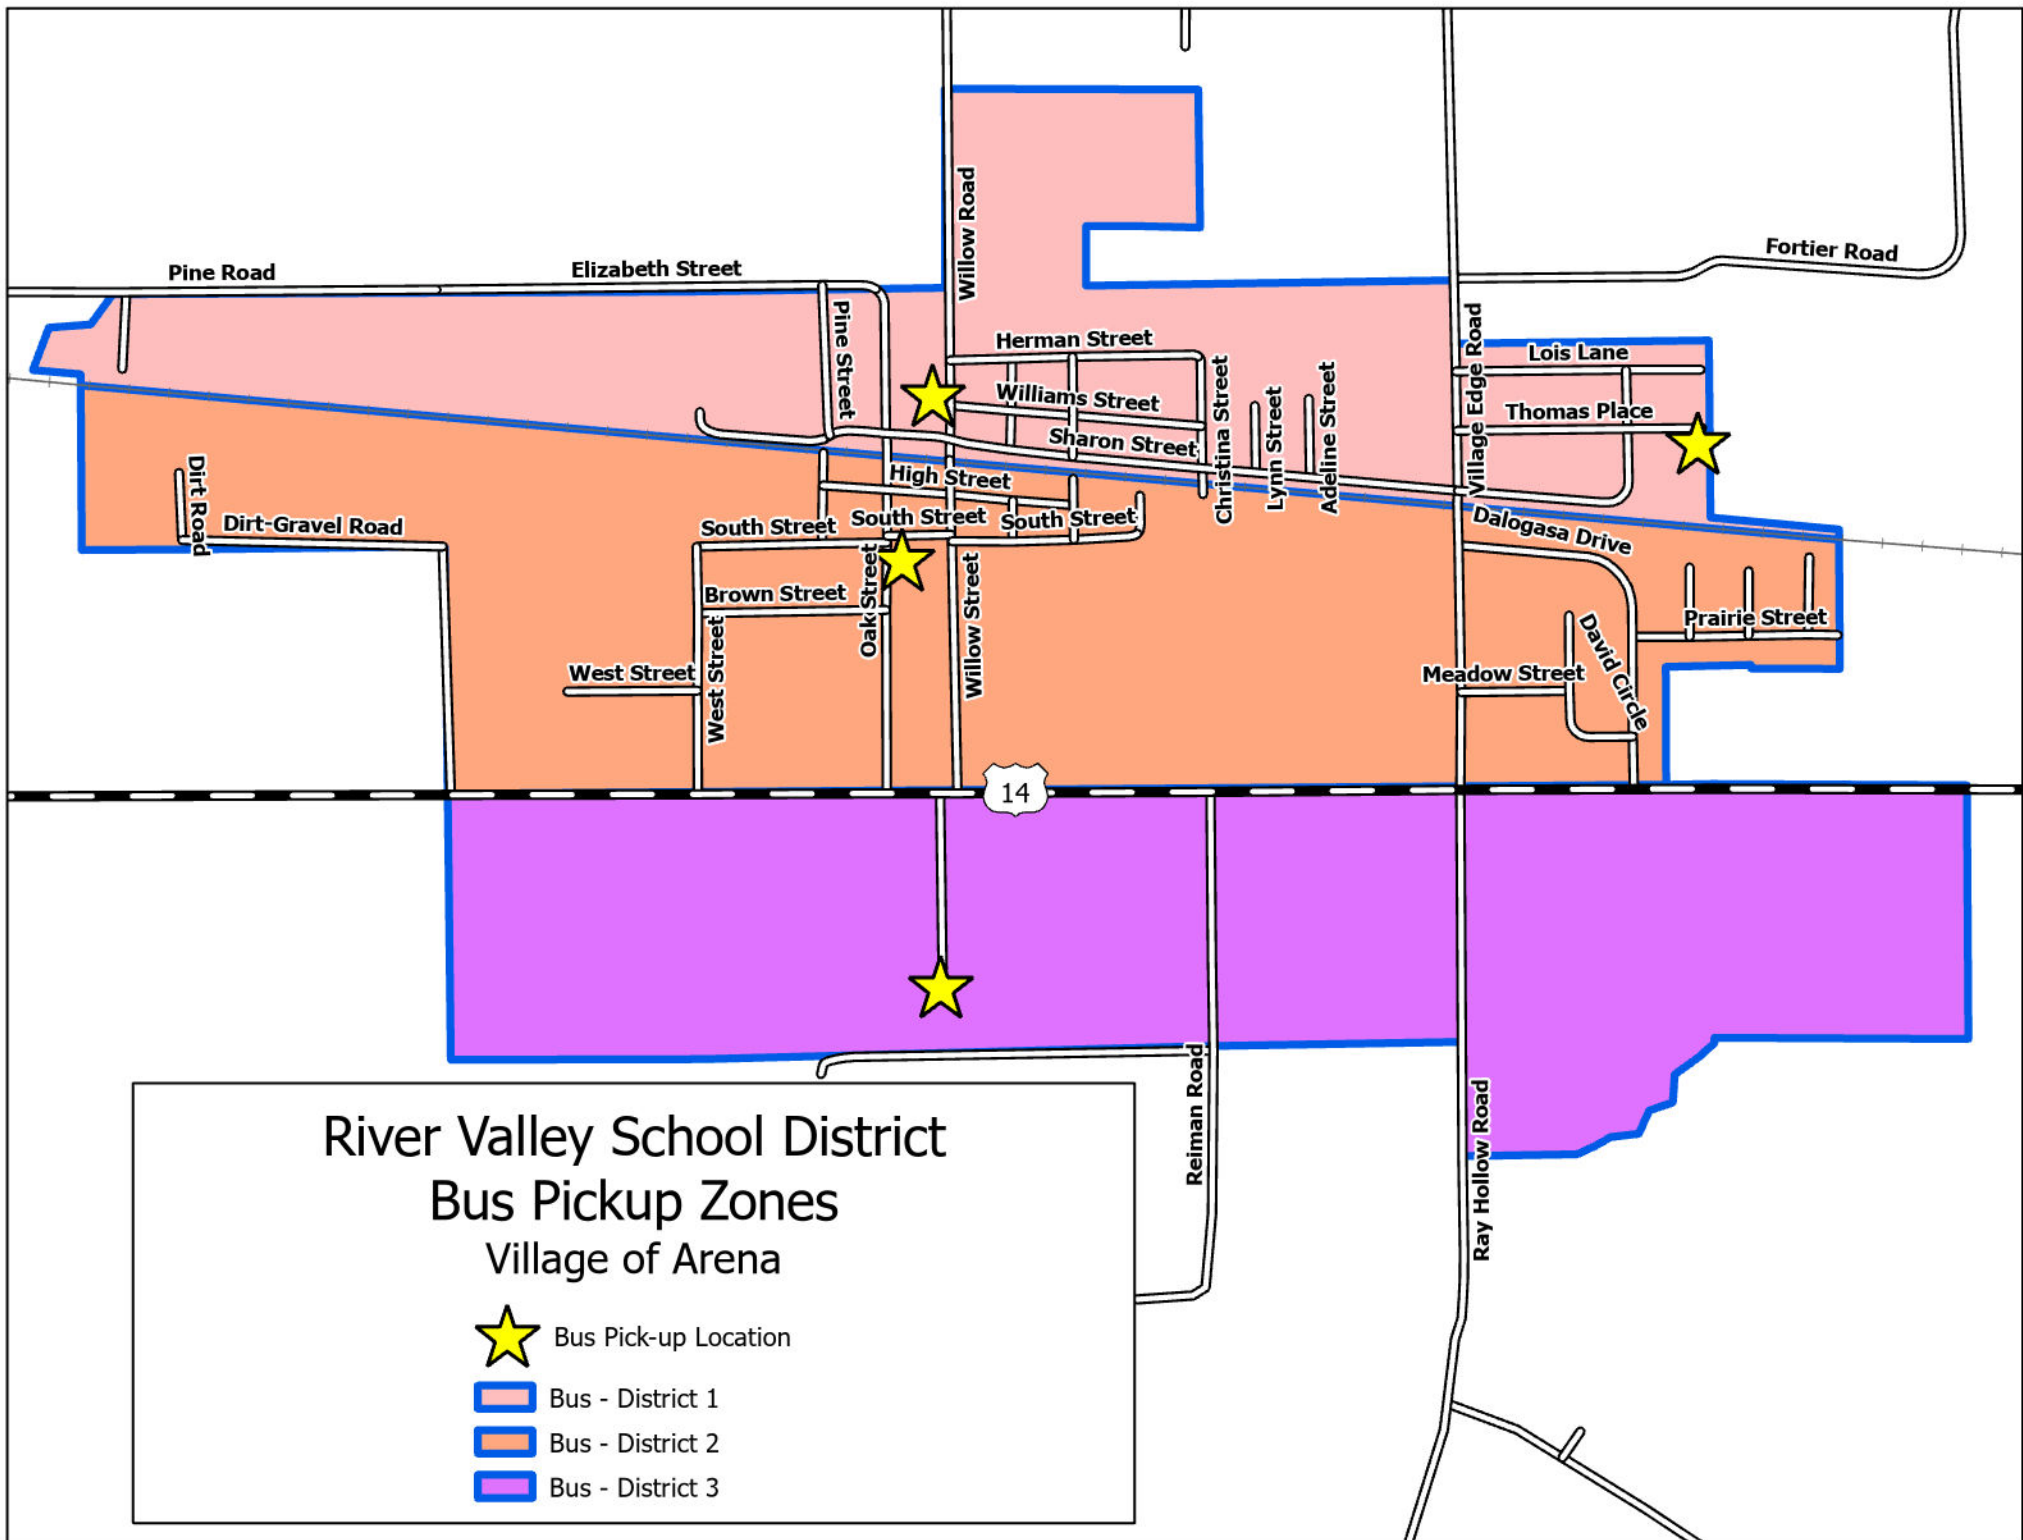 Willow Road
Fortier Road
Pine Road
Elizabeth Street
Pine Street
Herman Street
Village Edge Road
Lois Lane
Williams Street
Christina Street
Lynn Street
Adeline Street
Thomas Place
Sharon Street
Dirt Road
High Street
Dirt-Gravel Road
South Street
South Street
South Street
Dalogasa Drive
Oak Street
Willow Street
Brown Street
Prairie Street
David Circle
West Street
West Street
Meadow Street
14
Reiman Road
Ray Hollow Road
River Valley School District
Bus Pickup Zones
Village of Arena
Bus Pick-up Location
Bus - District 1
Bus - District 2
Bus - District 3